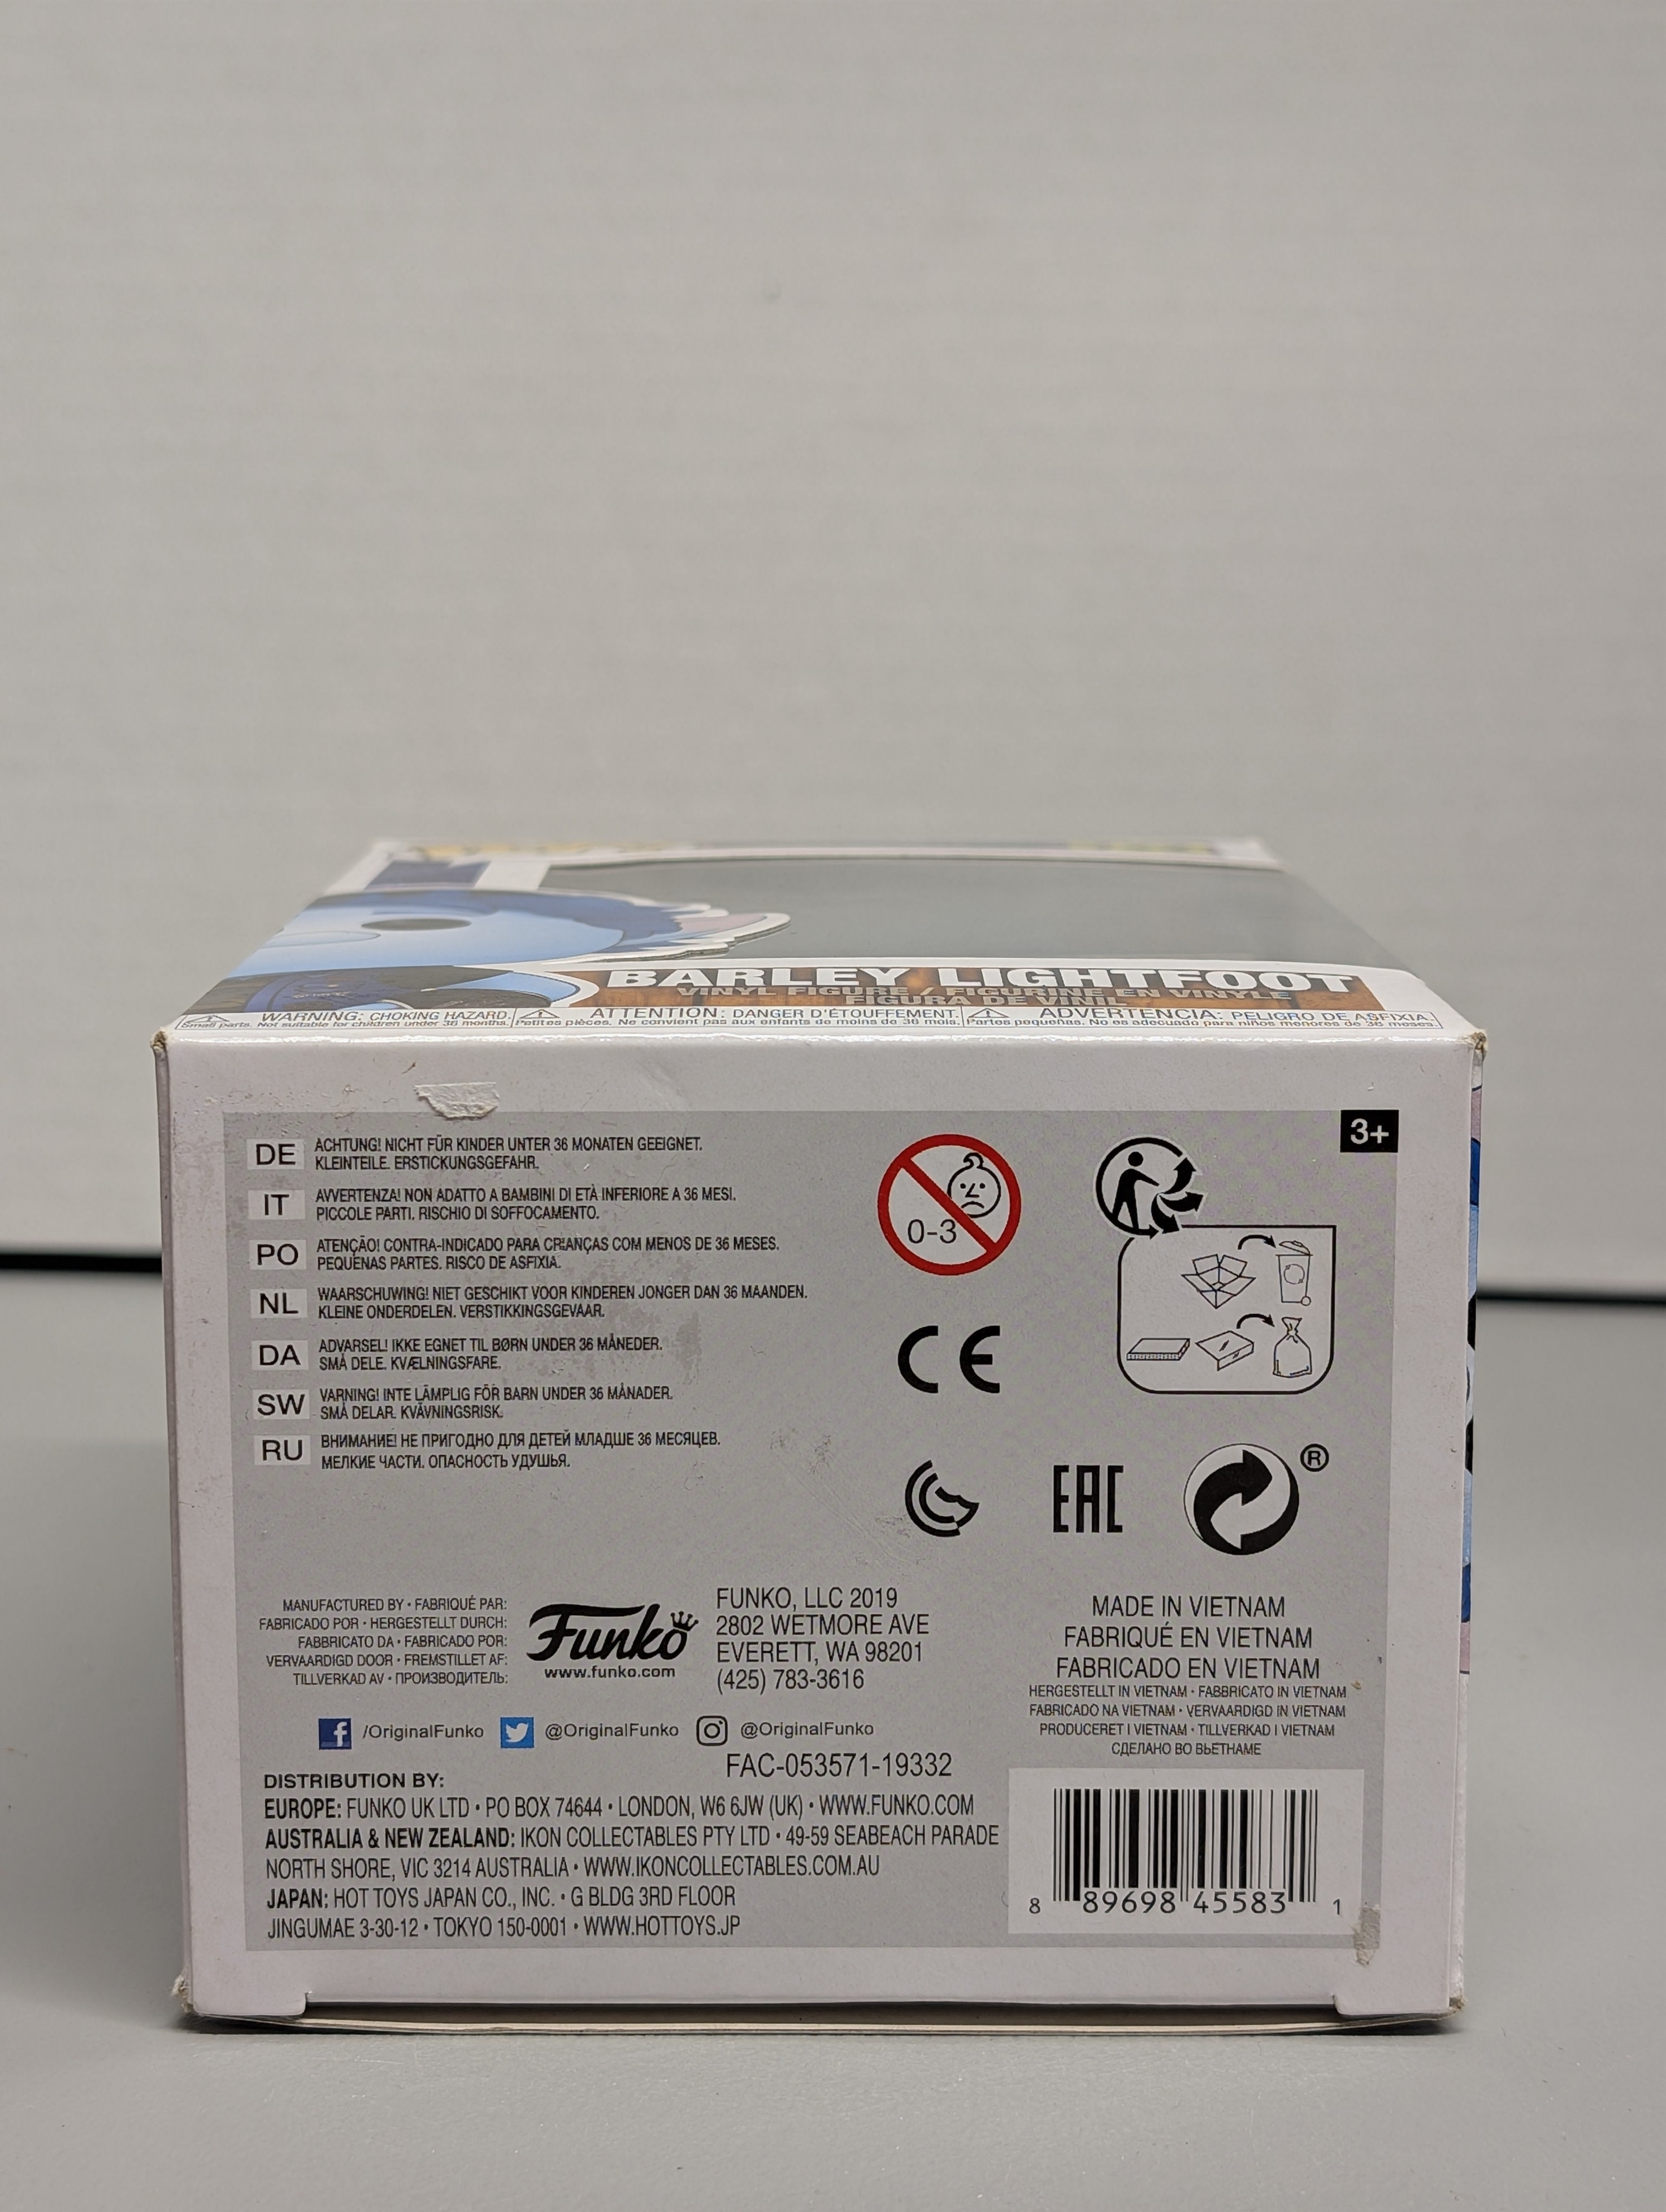 BARLEY LIGHTFOOT
VINYL FIGURE / FIGURINE EN VINYLE
FIGURA DE VINIL
WARNING: CHOKING HAZARD.
Small parts. Not suitable for children under 36 months.
ATTENTION: DANGER D'ÉTOUFFEMENT.
Petites pièces. Ne convient pas aux enfants de moins de 36 mois.
ADVERTENCIA: PELIGRO DE ASFIXIA.
Partes pequeñas. No es adecuado para niños menores de 36 meses.
3+
DE ACHTUNG! NICHT FÜR KINDER UNTER 36 MONATEN GEEIGNET.
KLEINTEILE. ERSTICKUNGSGEFAHR.
IT AVVERTENZA! NON ADATTO A BAMBINI DI ETÀ INFERIORE A 36 MESI.
PICCOLE PARTI. RISCHIO DI SOFFOCAMENTO.
PO ATENÇÃO! CONTRA-INDICADO PARA CRIANÇAS COM MENOS DE 36 MESES.
PEQUENAS PARTES. RISCO DE ASFIXIA.
NL WAARSCHUWING! NIET GESCHIKT VOOR KINDEREN JONGER DAN 36 MAANDEN.
KLEINE ONDERDELEN. VERSTIKKINGSGEVAAR.
DA ADVARSEL! IKKE EGNET TIL BØRN UNDER 36 MÅNEDER.
SMÅ DELE. KVÆLNINGSFARE.
SW VARNING! INTE LÄMPLIG FÖR BARN UNDER 36 MÅNADER.
SMÅ DELAR. KVÄVNINGSRISK.
RU ВНИМАНИЕ! НЕ ПРИГОДНО ДЛЯ ДЕТЕЙ МЛАДШЕ 36 МЕСЯЦЕВ.
МЕЛКИЕ ЧАСТИ. ОПАСНОСТЬ УДУШЬЯ.
0-3
CE
EAC
®
MANUFACTURED BY • FABRIQUÉ PAR:
FABRICADO POR • HERGESTELLT DURCH:
FABBRICATO DA • FABRICADO POR:
VERVAARDIGD DOOR • FREMSTILLET AF:
TILLVERKAD AV • ПРОИЗВОДИТЕЛЬ:
Funko
www.funko.com
FUNKO, LLC 2019
2802 WETMORE AVE
EVERETT, WA 98201
(425) 783-3616
MADE IN VIETNAM
FABRIQUÉ EN VIETNAM
FABRICADO EN VIETNAM
HERGESTELLT IN VIETNAM • FABBRICATO IN VIETNAM
FABRICADO NA VIETNAM • VERVAARDIGD IN VIETNAM
PRODUCERET I VIETNAM • TILLVERKAD I VIETNAM
СДЕЛАНО ВО ВЬЕТНАМЕ
/OriginalFunko @OriginalFunko @OriginalFunko
FAC-053571-19332
DISTRIBUTION BY:
EUROPE: FUNKO UK LTD • PO BOX 74644 • LONDON, W6 6JW (UK) • WWW.FUNKO.COM
AUSTRALIA & NEW ZEALAND: IKON COLLECTABLES PTY LTD • 49-59 SEABEACH PARADE
NORTH SHORE, VIC 3214 AUSTRALIA • WWW.IKONCOLLECTABLES.COM.AU
JAPAN: HOT TOYS JAPAN CO., INC. • G BLDG 3RD FLOOR
JINGUMAE 3-30-12 • TOKYO 150-0001 • WWW.HOTTOYS.JP
8 89698 45583 1